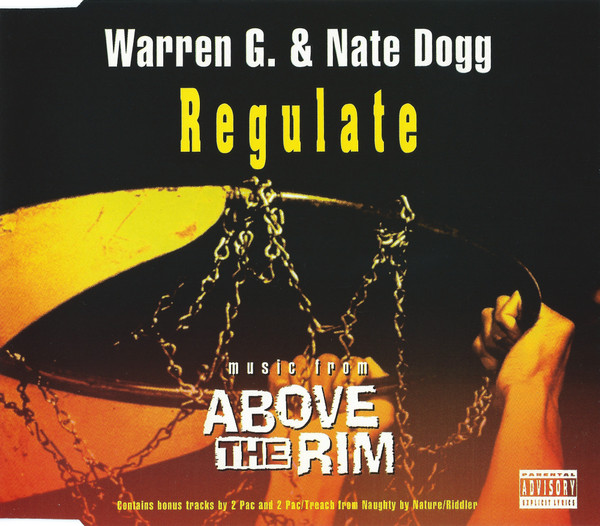 Warren G. & Nate Dogg
Regulate
music from
ABOVE
THE RIM
PARENTAL
ADVISORY
EXPLICIT LYRICS
Contains bonus tracks by 2 Pac and 2 Pac/Treach from Naughty by Nature/Riddler